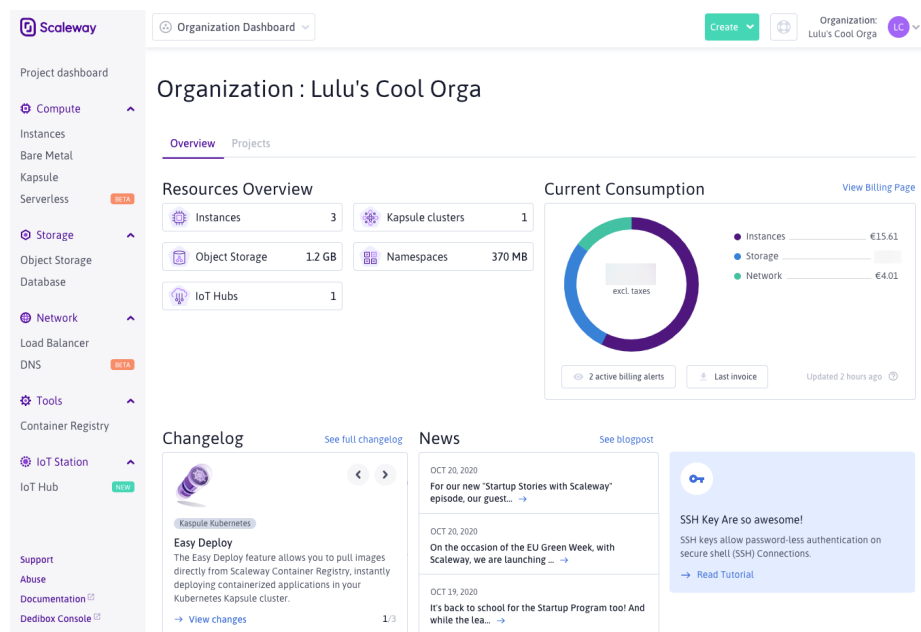 Scaleway
Organization Dashboard
Create
Organization:
Lulu's Cool Orga
LC
Project dashboard
Compute
Instances
Bare Metal
Kapsule
Serverless BETA
Storage
Object Storage
Database
Network
Load Balancer
DNS BETA
Tools
Container Registry
IoT Station
IoT Hub NEW
Support
Abuse
Documentation
Dedibox Console
Organization : Lulu's Cool Orga
Overview Projects
Resources Overview
Instances 3
Kapsule clusters 1
Object Storage 1.2 GB
Namespaces 370 MB
IoT Hubs 1
Current Consumption View Billing Page
excl. taxes
Instances €15.61
Storage
Network €4.01
2 active billing alerts
Last invoice
Updated 2 hours ago
Changelog See full changelog
Kaspule Kubernetes
Easy Deploy
The Easy Deploy feature allows you to pull images
directly from Scaleway Container Registry, instantly
deploying containerized applications in your
Kubernetes Kapsule cluster.
→ View changes 1/3
News See blogpost
OCT 20, 2020
For our new "Startup Stories with Scaleway"
episode, our guest... →
OCT 20, 2020
On the occasion of the EU Green Week, with
Scaleway, we are launching ... →
OCT 19, 2020
It's back to school for the Startup Program too! And
while the lea... →
SSH Key Are so awesome!
SSH keys allow password-less authentication on
secure shell (SSH) Connections.
→ Read Tutorial